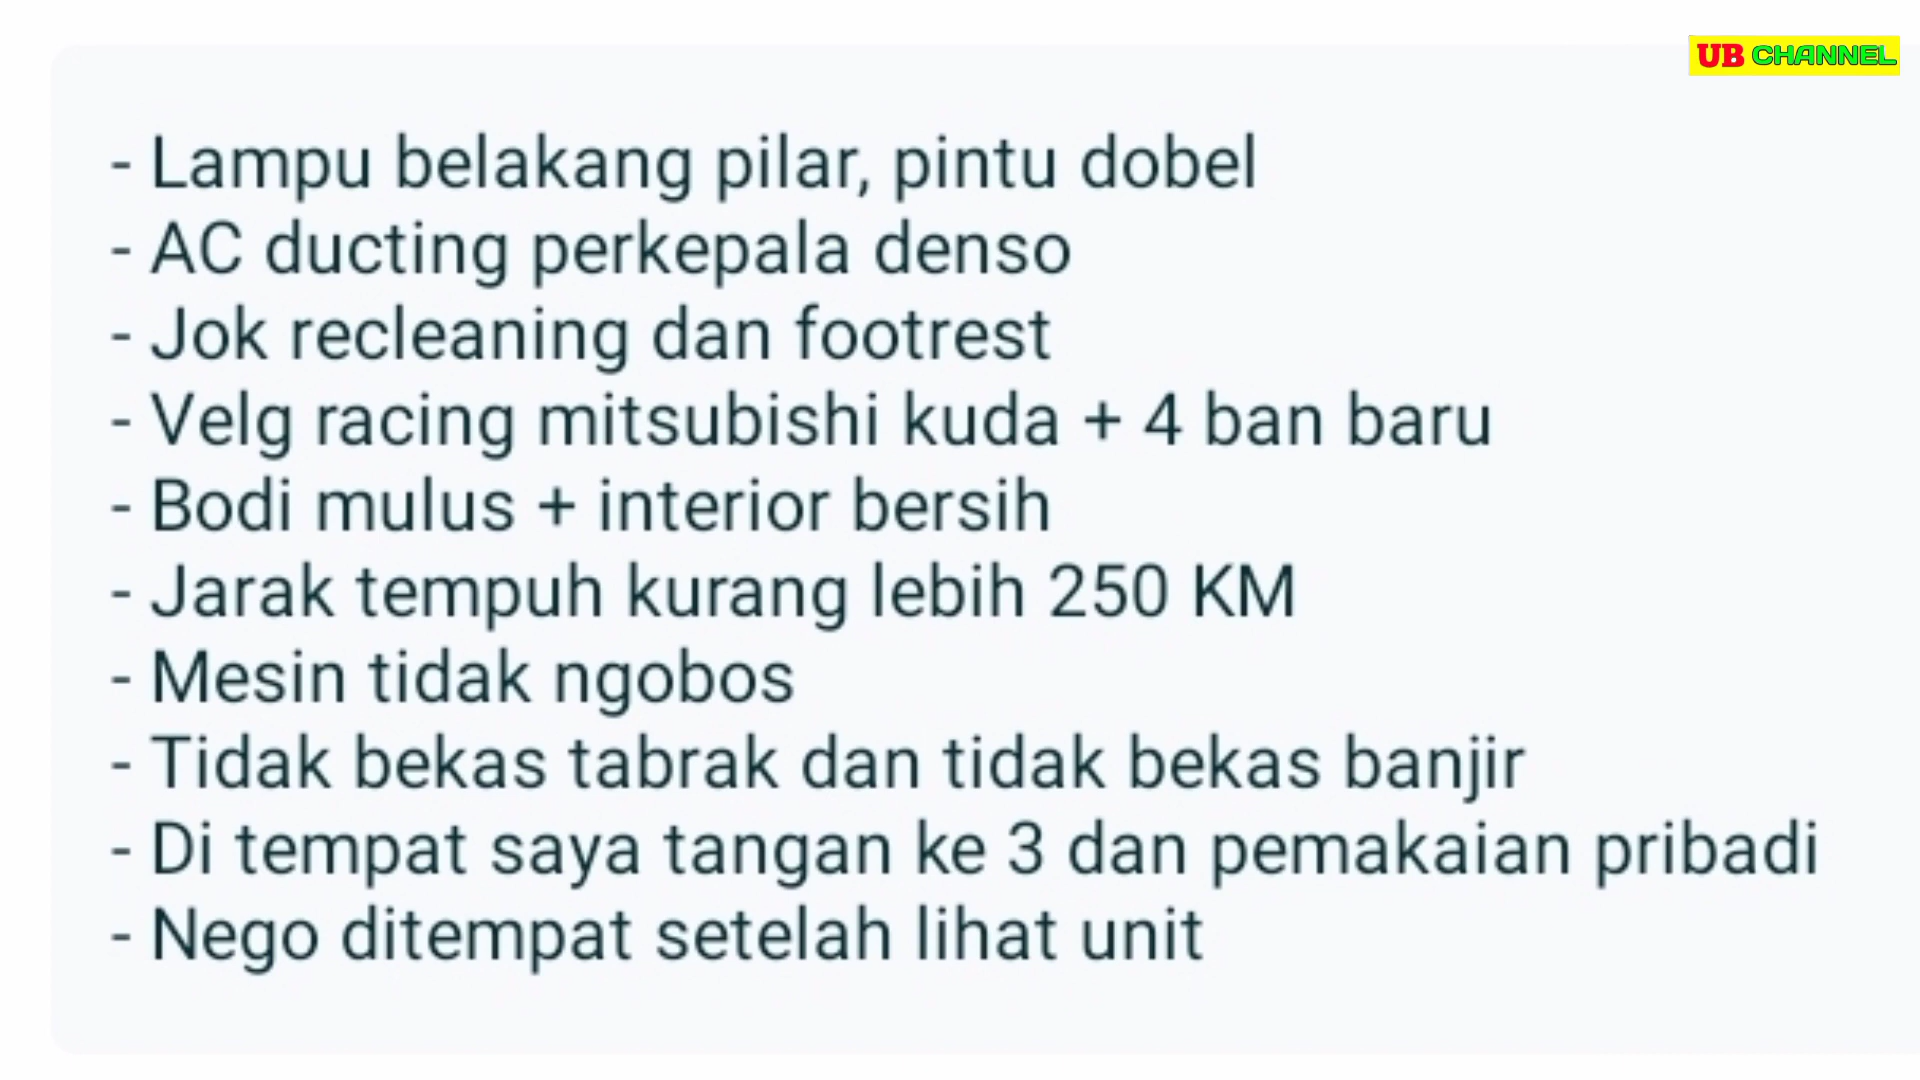 UB CHANNEL
- Lampu belakang pilar, pintu dobel
- AC ducting perkepala denso
- Jok recleaning dan footrest
- Velg racing mitsubishi kuda + 4 ban baru
- Bodi mulus + interior bersih
- Jarak tempuh kurang lebih 250 KM
- Mesin tidak ngobos
- Tidak bekas tabrak dan tidak bekas banjir
- Di tempat saya tangan ke 3 dan pemakaian pribadi
- Nego ditempat setelah lihat unit